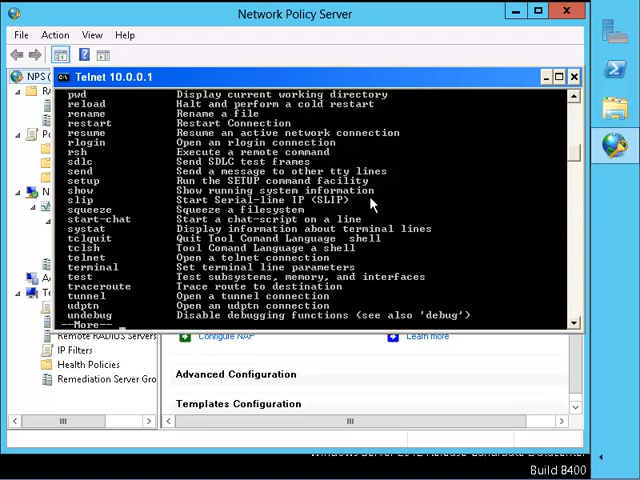 Network Policy Server
File Action View Help
NPS (
Telnet 10.0.0.1
pwd Display current working directory
reload Halt and perform a cold restart
rename Rename a file
restart Restart Connection
resume Resume an active network connection
rlogin Open an rlogin connection
rsh Execute a remote command
sdlc Send SDLC test frames
send Send a message to other tty lines
setup Run the SETUP command facility
show Show running system information
slip Start Serial-line IP (SLIP)
squeeze Squeeze a filesystem
start-chat Start a chat-script on a line
systat Display information about terminal lines
tclquit Quit Tool Comand Language shell
tclsh Tool Comand Language a shell
telnet Open a telnet connection
terminal Set terminal line parameters
test Test subsystems, memory, and interfaces
traceroute Trace route to destination
tunnel Open a tunnel connection
udptn Open an udptn connection
undebug Disable debugging functions (see also 'debug')
--More--
Remote RADIUS Servers
IP Filters
Health Policies
Remediation Server Gro
Configure NAP Learn more
Advanced Configuration
Templates Configuration
Build 8400